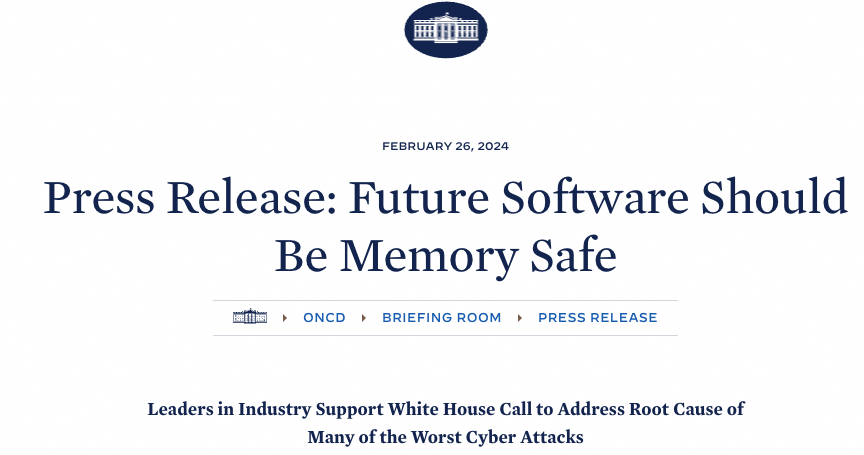 FEBRUARY 26, 2024
Press Release: Future Software Should
Be Memory Safe
ONCD BRIEFING ROOM PRESS RELEASE
Leaders in Industry Support White House Call to Address Root Cause of
Many of the Worst Cyber Attacks